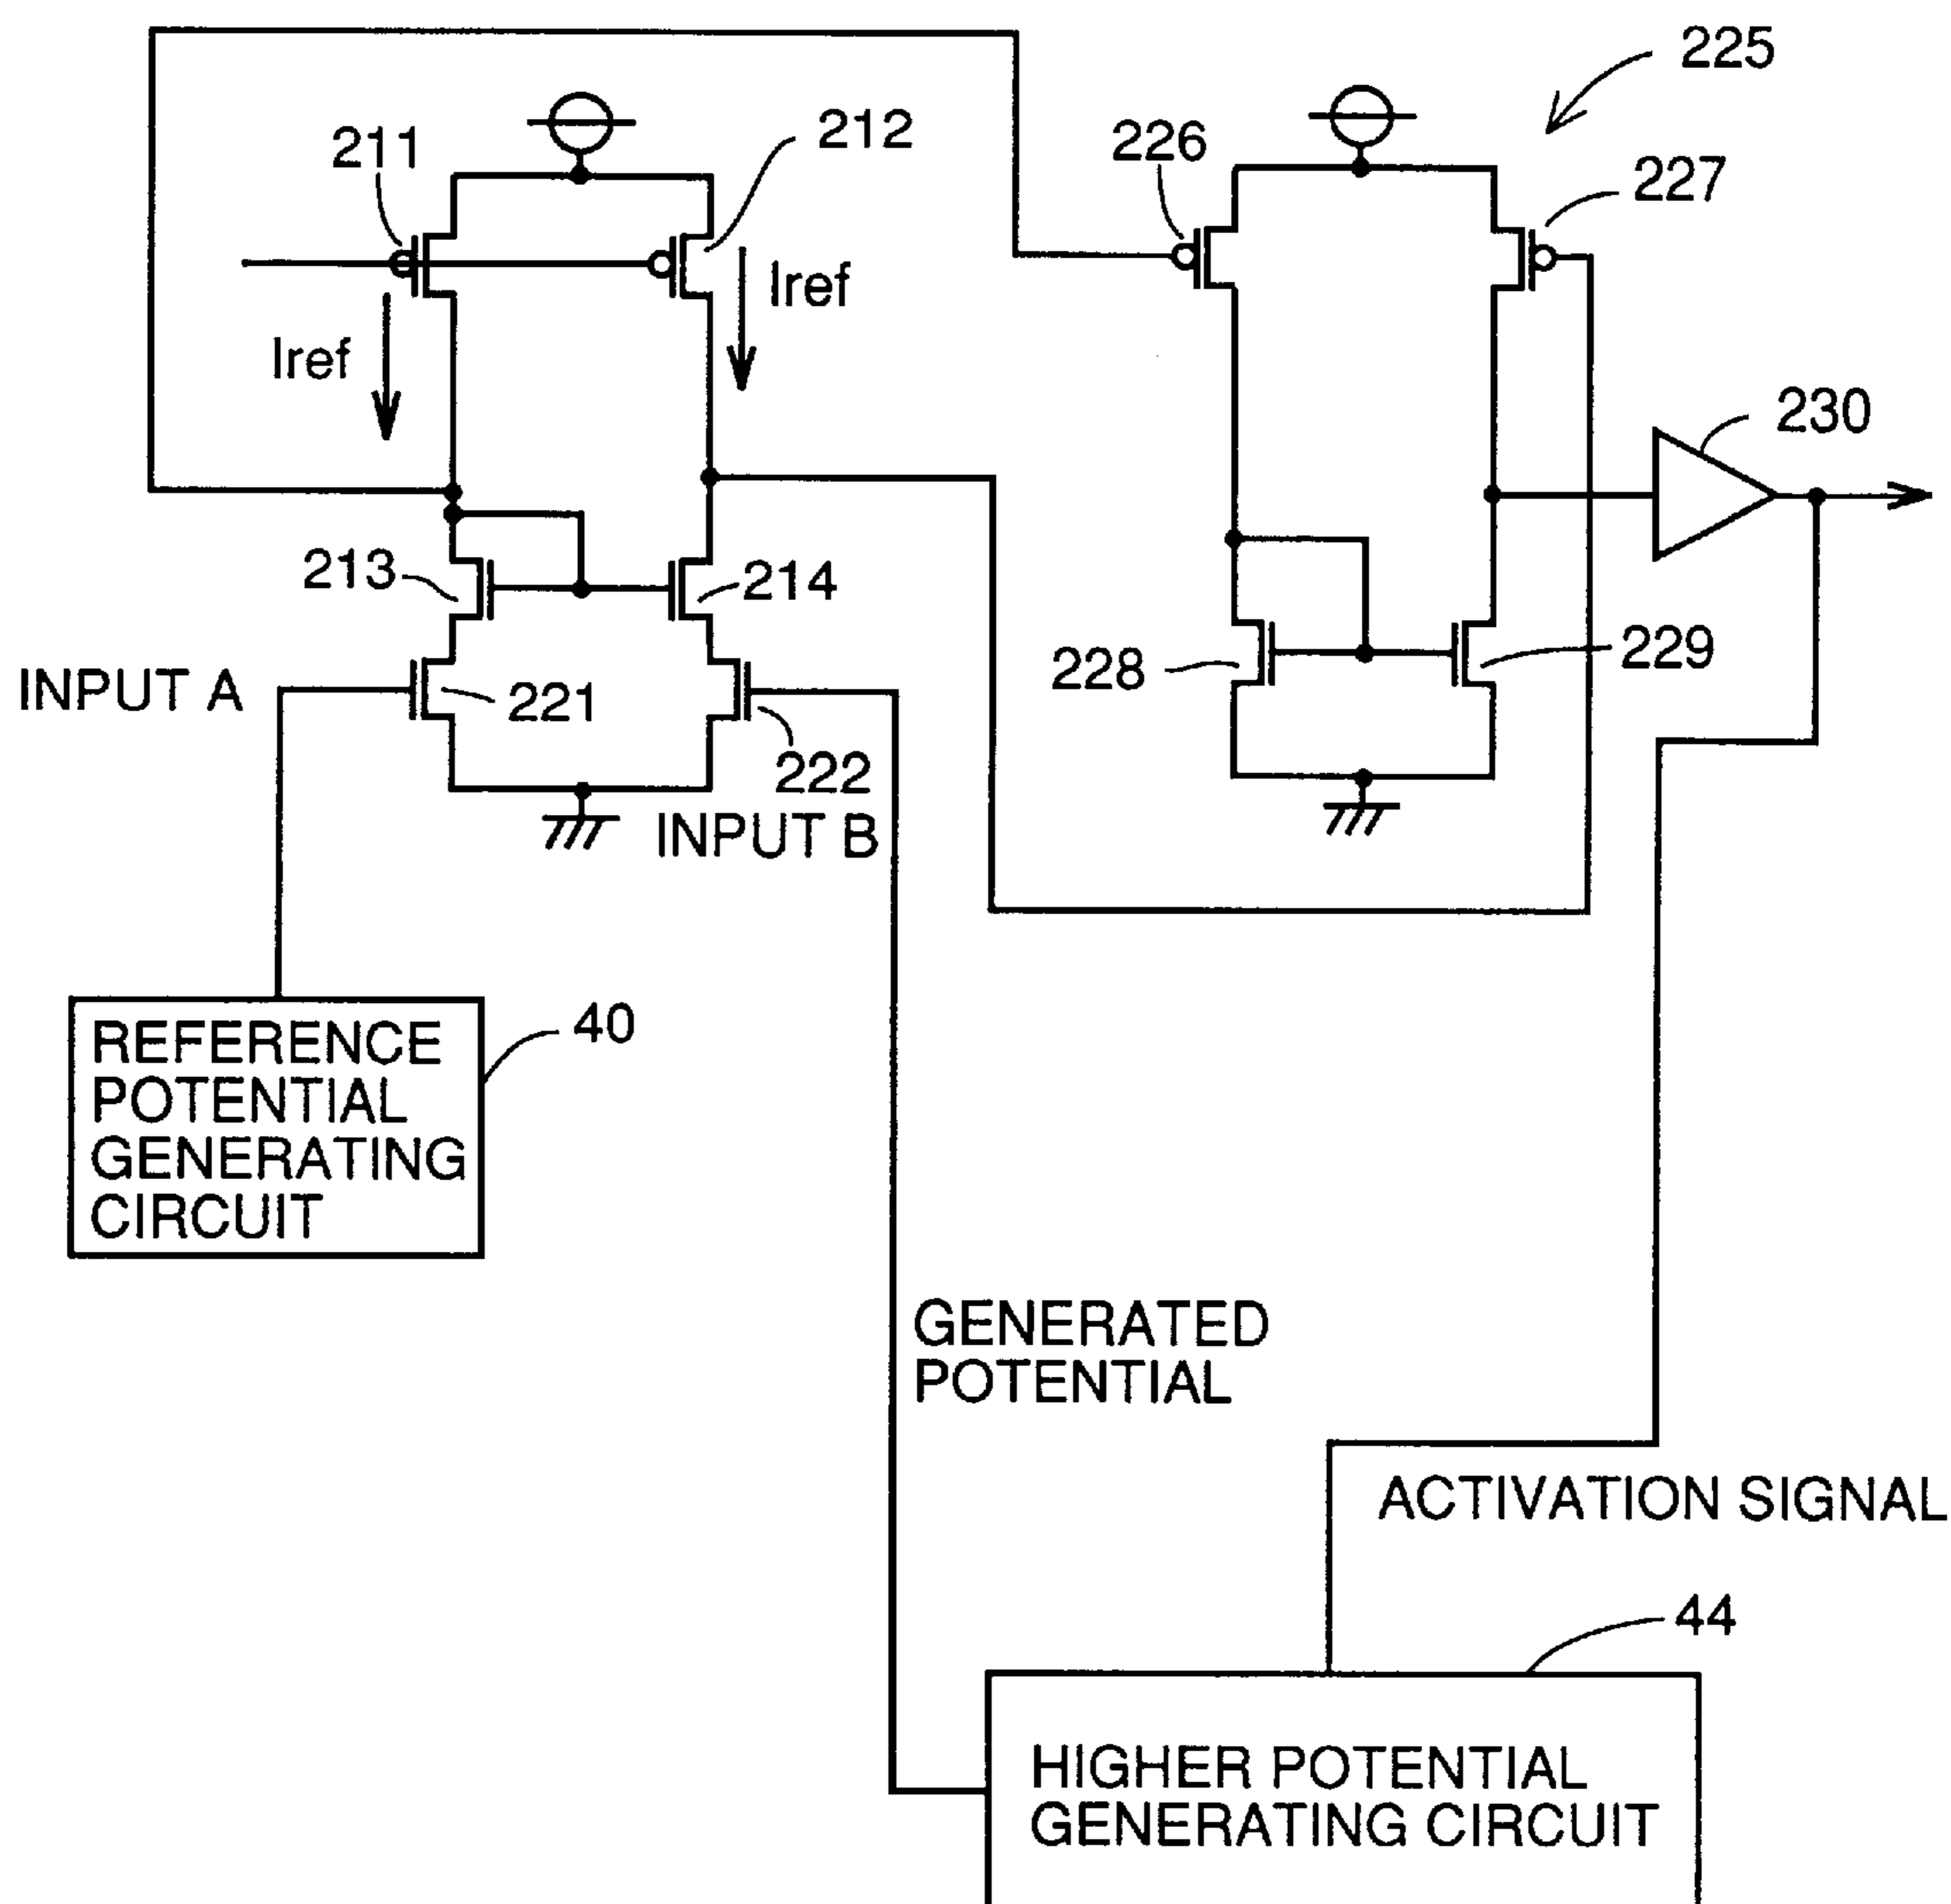 225
211
212
226
227
Iref
Iref
230
213
214
228
229
INPUT A
221
222
INPUT B
REFERENCE
POTENTIAL
GENERATING
CIRCUIT
40
GENERATED
POTENTIAL
ACTIVATION SIGNAL
44
HIGHER POTENTIAL
GENERATING CIRCUIT